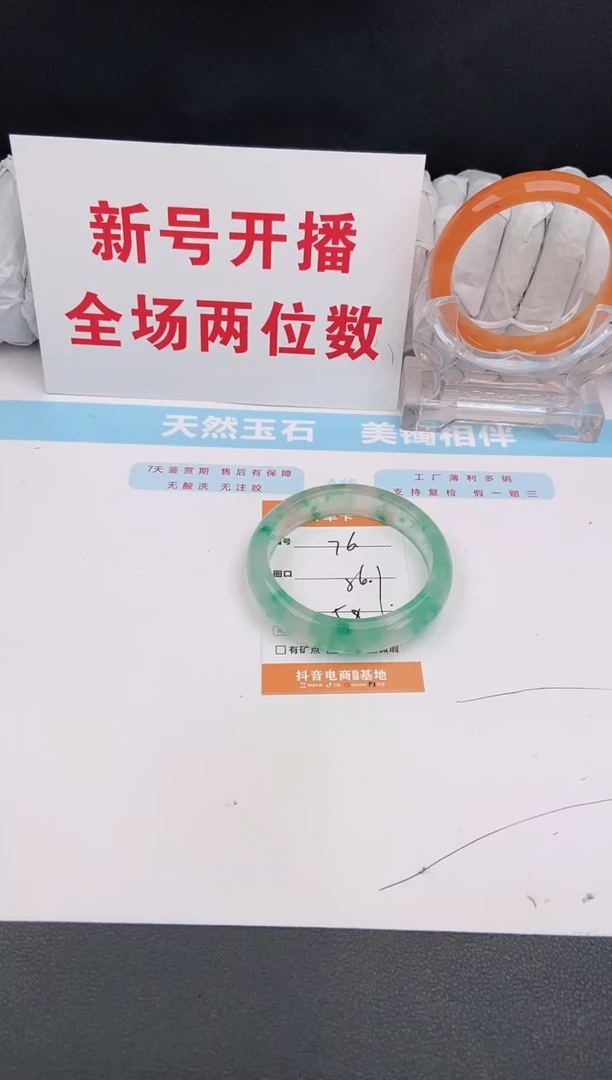 新号开播
全场两位数
天然玉石 美镯相伴
7天鉴赏期 售后有保障
无酸洗 无注胶
工厂薄利多销
支持复检 假一赔三
号 76
圈口
有矿点
抖音电商 基地